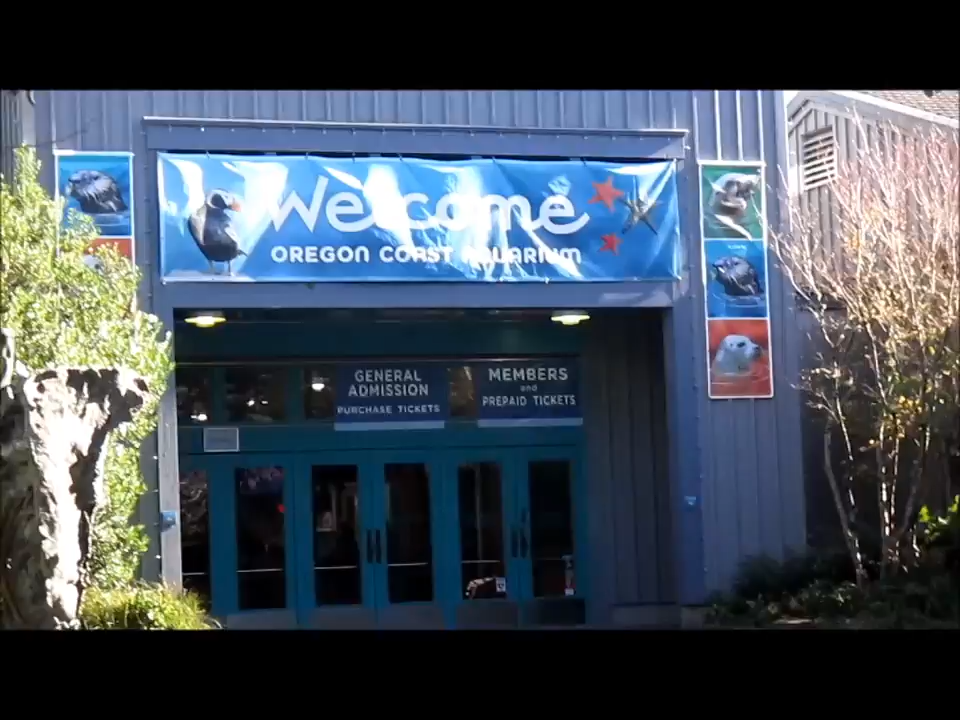 Welcome
OREGON COAST AQUARIUM
GENERAL
ADMISSION
PURCHASE TICKETS
MEMBERS
and
PREPAID TICKETS